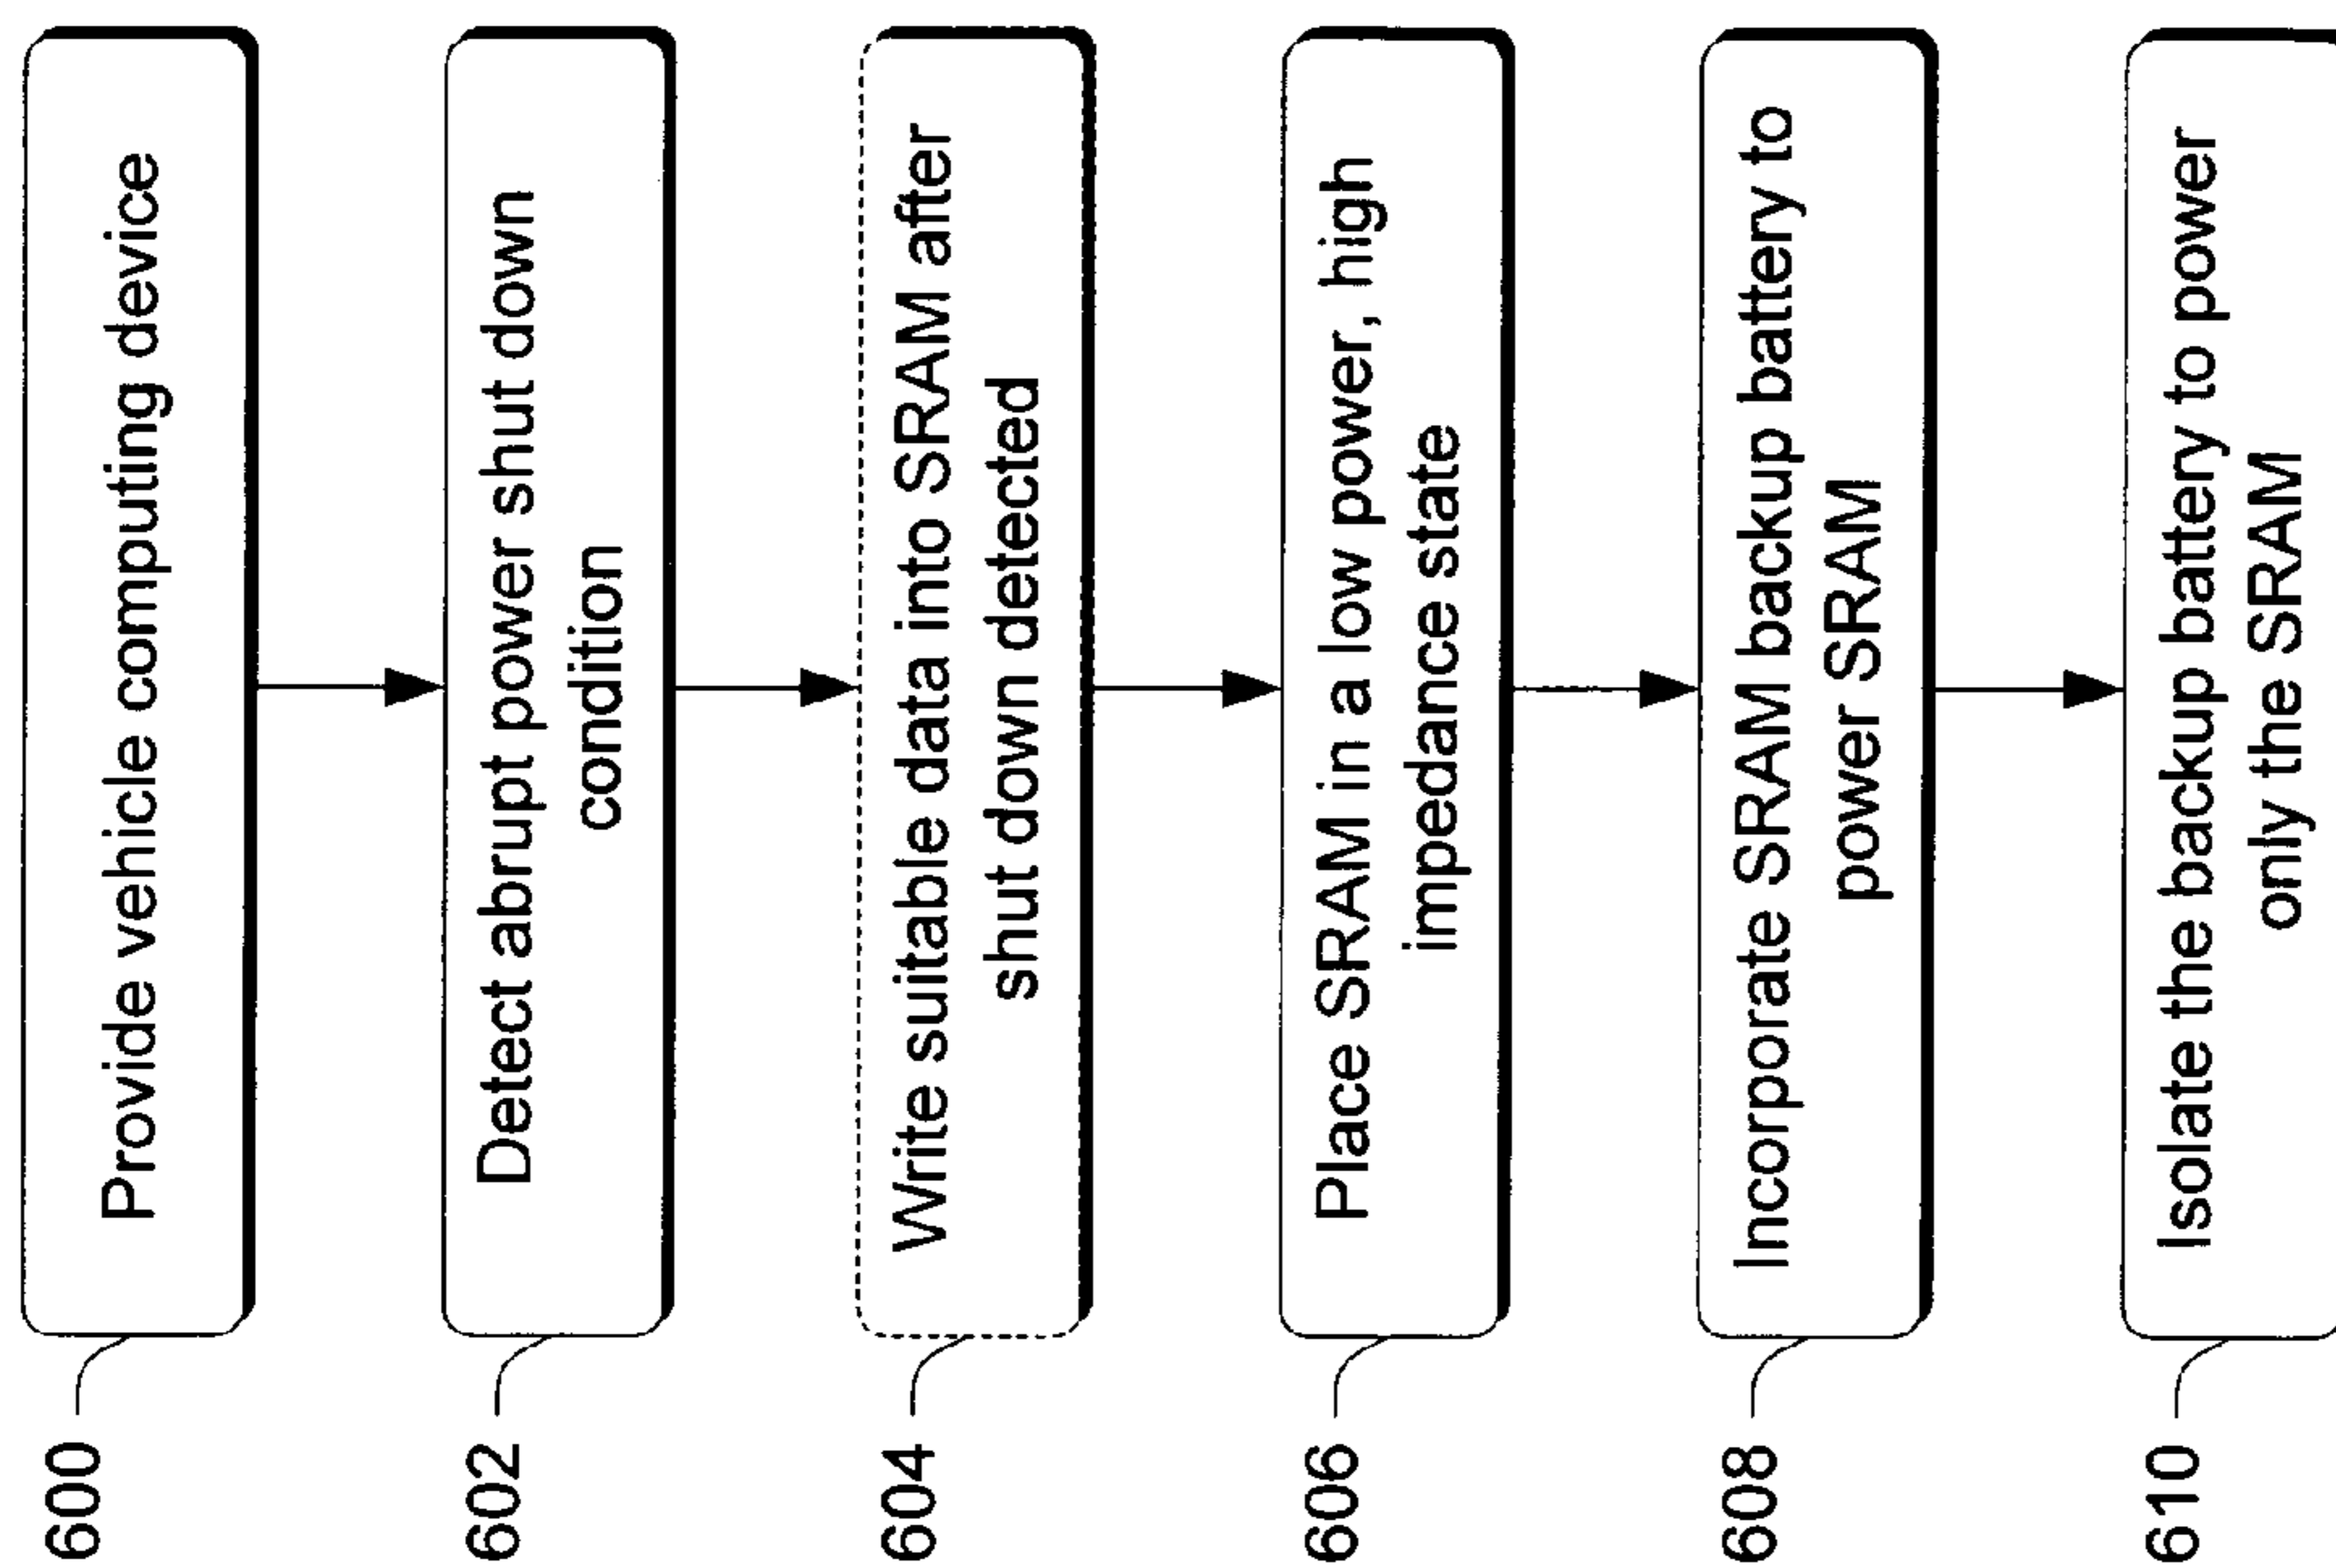 600
Provide vehicle computing device
602
Detect abrupt power shut down
condition
604
Write suitable data into SRAM after
shut down detected
606
Place SRAM in a low power, high
impedance state
608
Incorporate SRAM backup battery to
power SRAM
610
Isolate the backup battery to power
only the SRAM